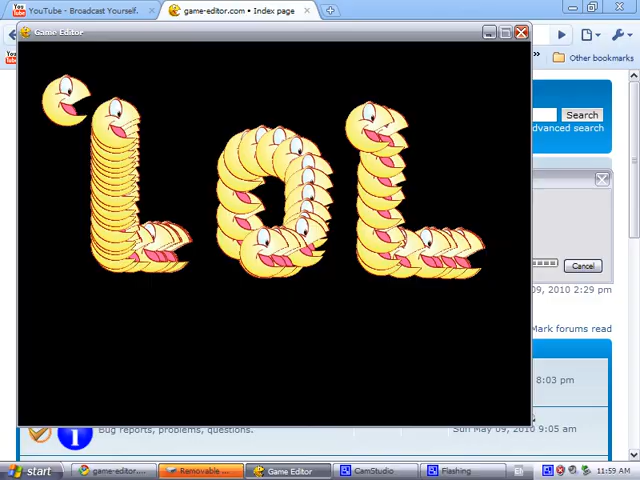 YouTube - Broadcast Yourself.
game-editor.com • Index page
Other bookmarks
Game Editor
LOL
Search
dvanced search
Cancel
09, 2010 2:29 pm
Mark forums read
8:03 pm
Bug reports, problems, questions.
Sun May 09, 2010 9:05 am
start
game-editor....
Removable ...
Game Editor
CamStudio
Flashing
11:59 AM